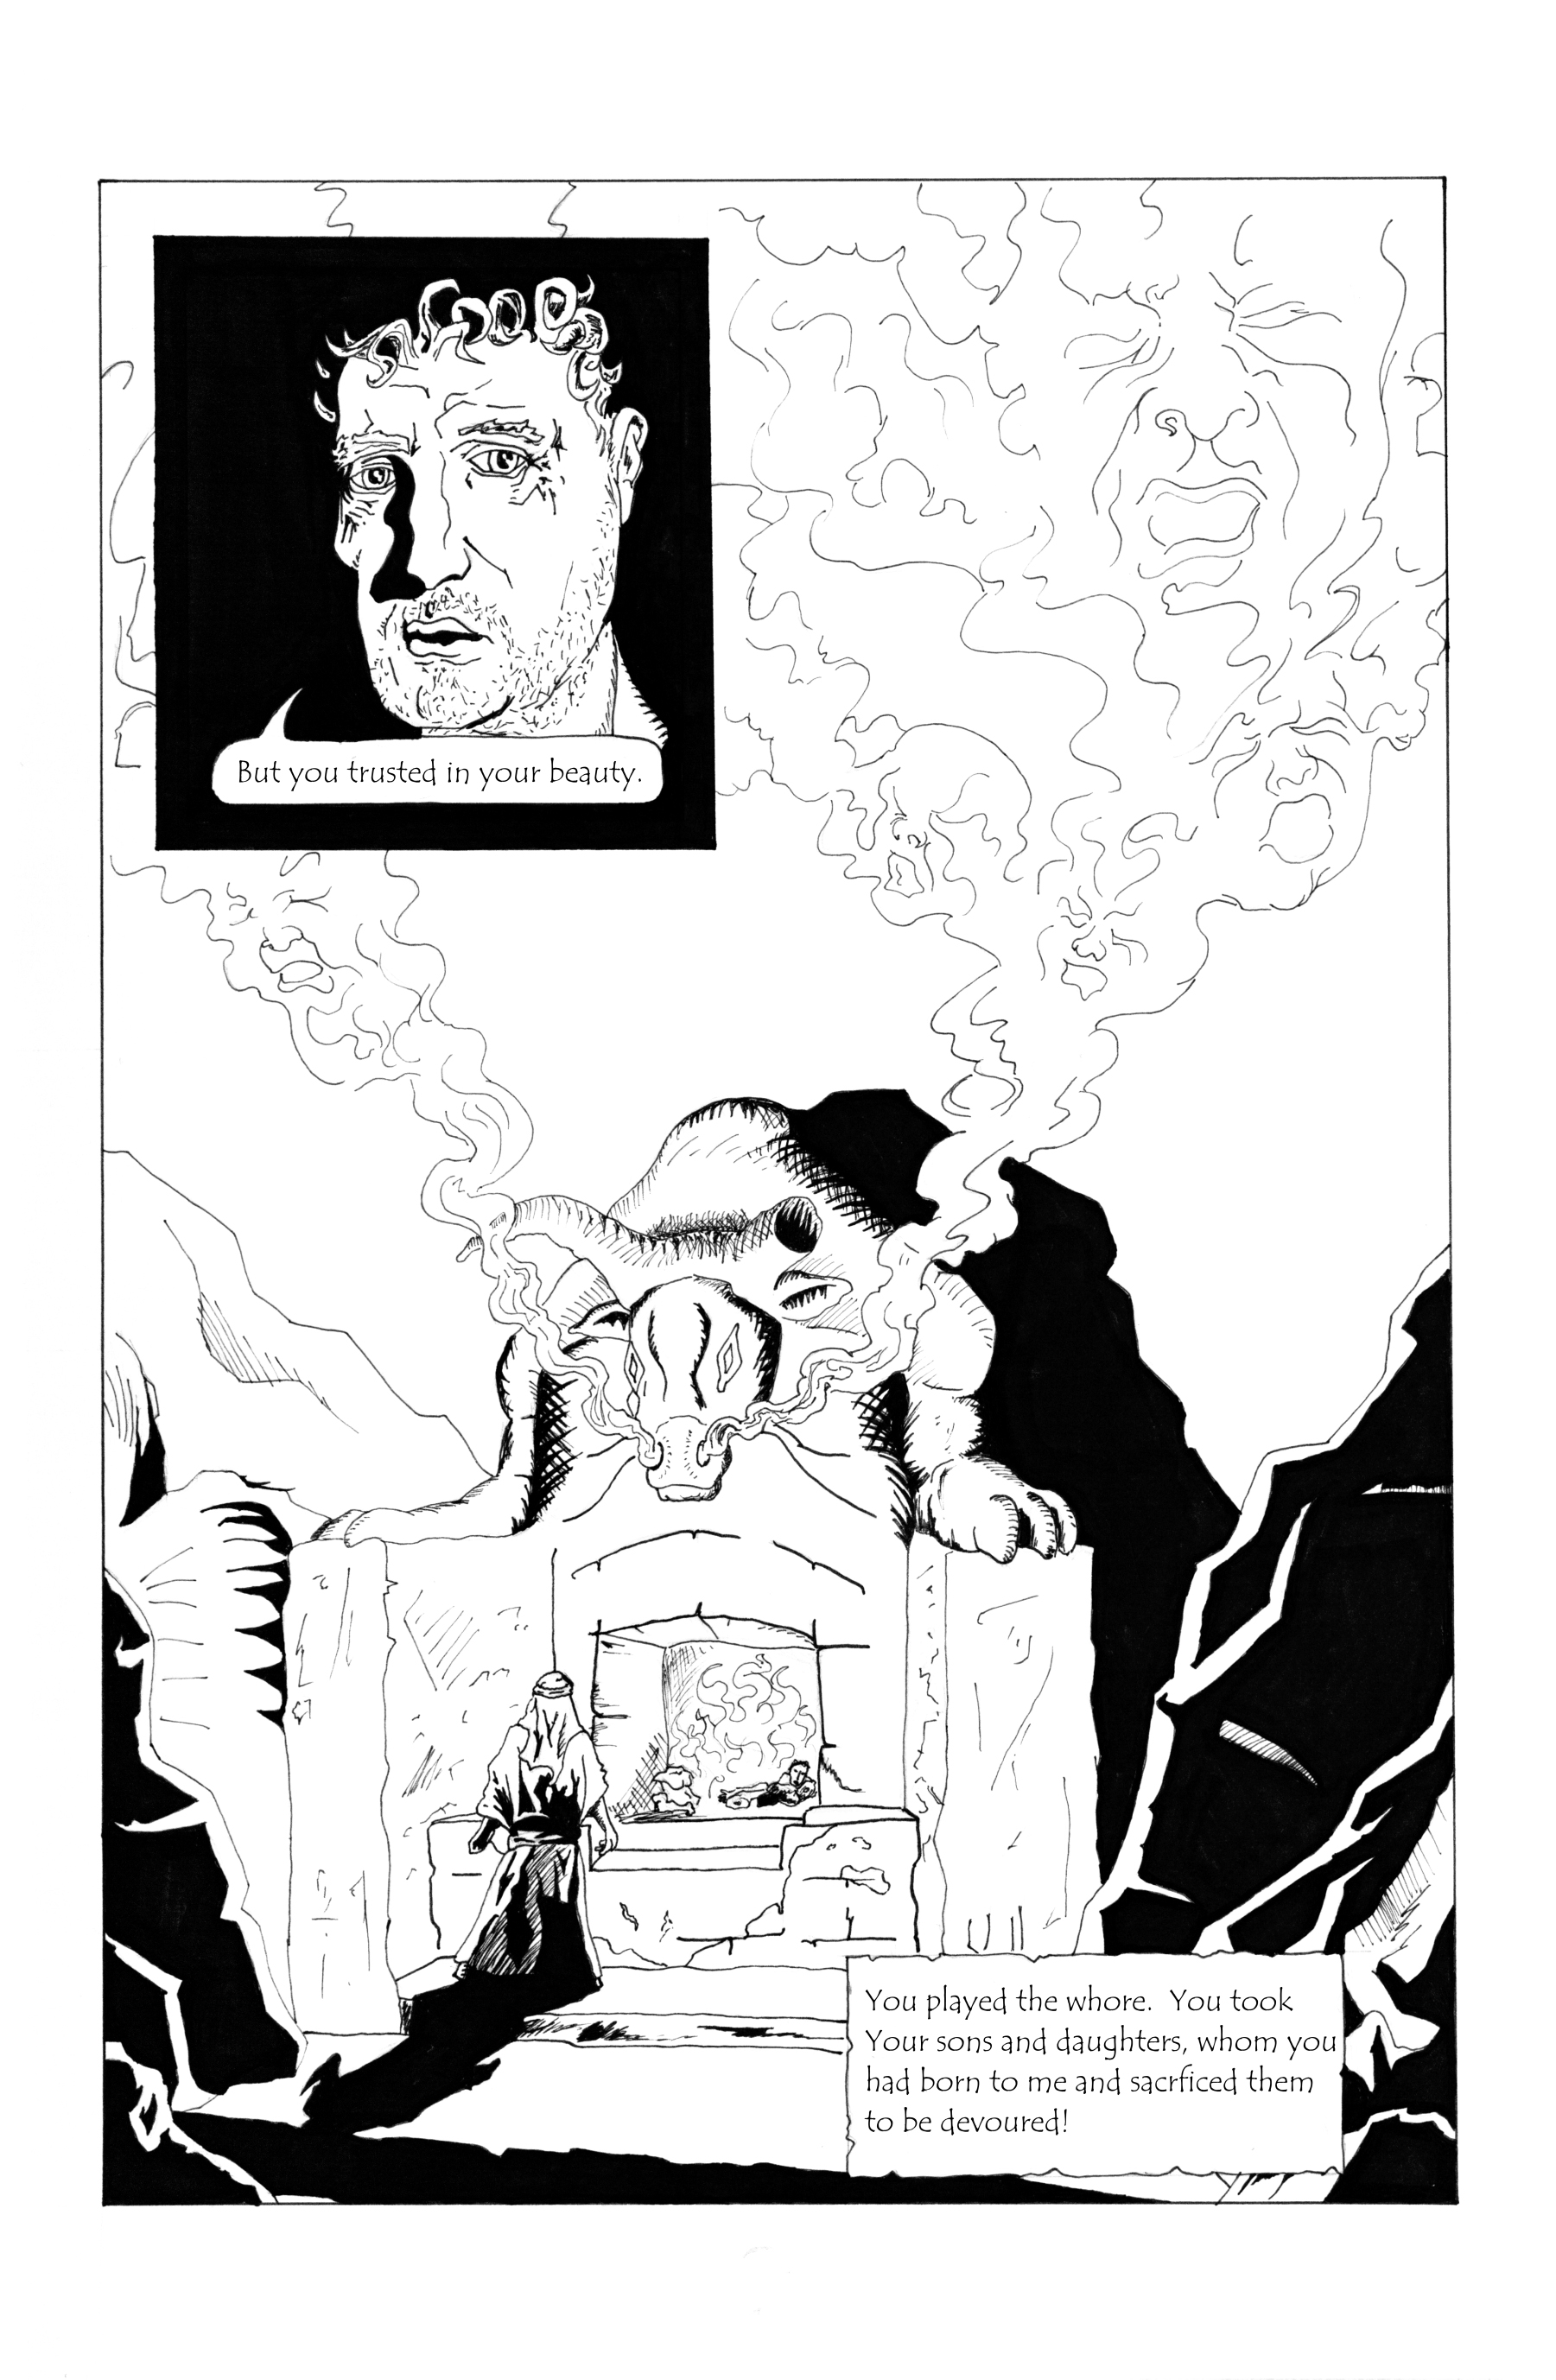 But you trusted in your beauty.
You played the whore. You took
Your sons and daughters, whom you
had born to me and sacrficed them
to be devoured!